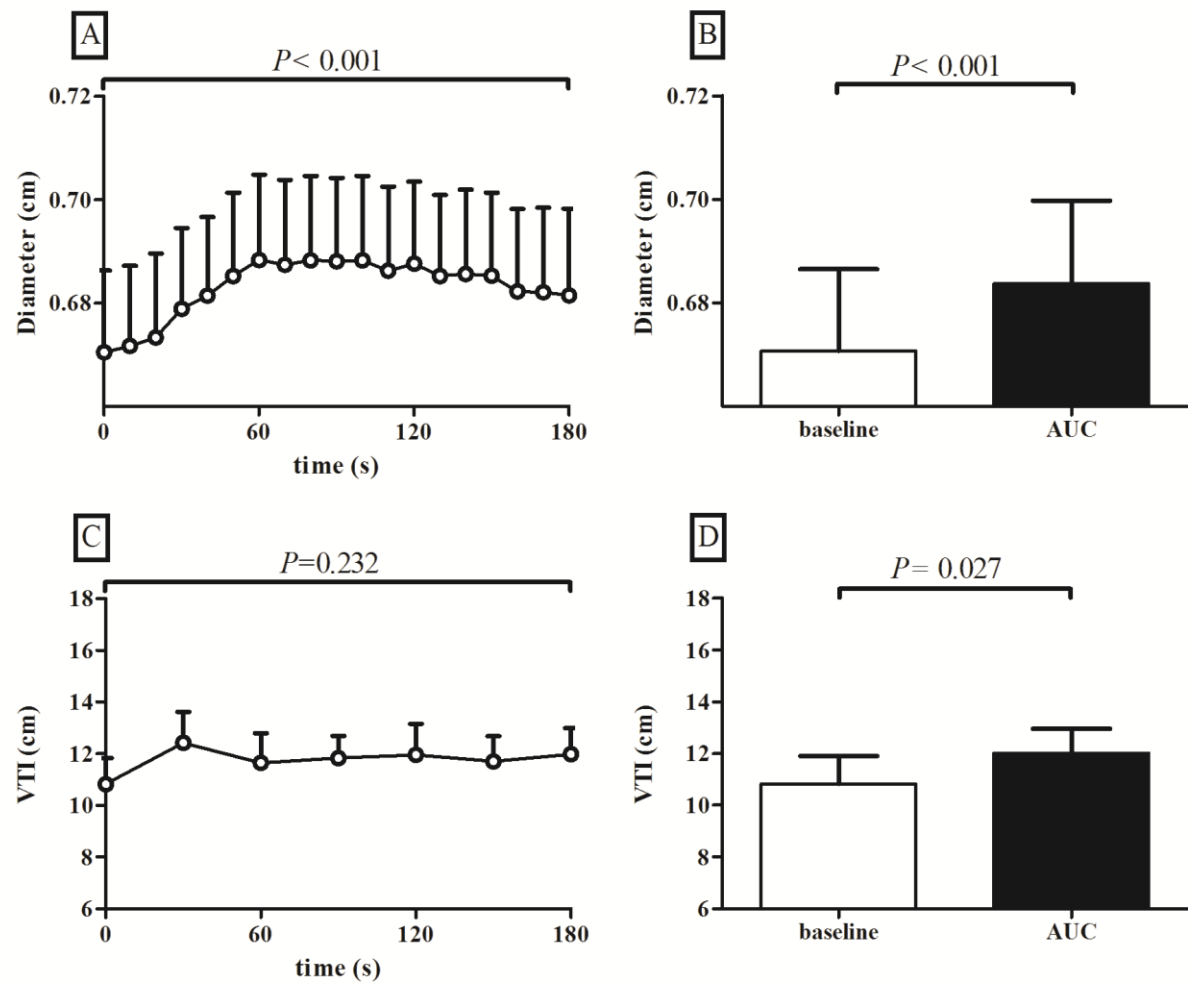 A
P< 0.001
Diameter (cm)
0.72
0.70
0.68
0 60 120 180
time (s)
B
P< 0.001
Diameter (cm)
0.72
0.70
0.68
baseline AUC
C
P=0.232
VTI (cm)
18
16
14
12
10
8
6
0 60 120 180
time (s)
D
P= 0.027
VTI (cm)
18
16
14
12
10
8
6
baseline AUC